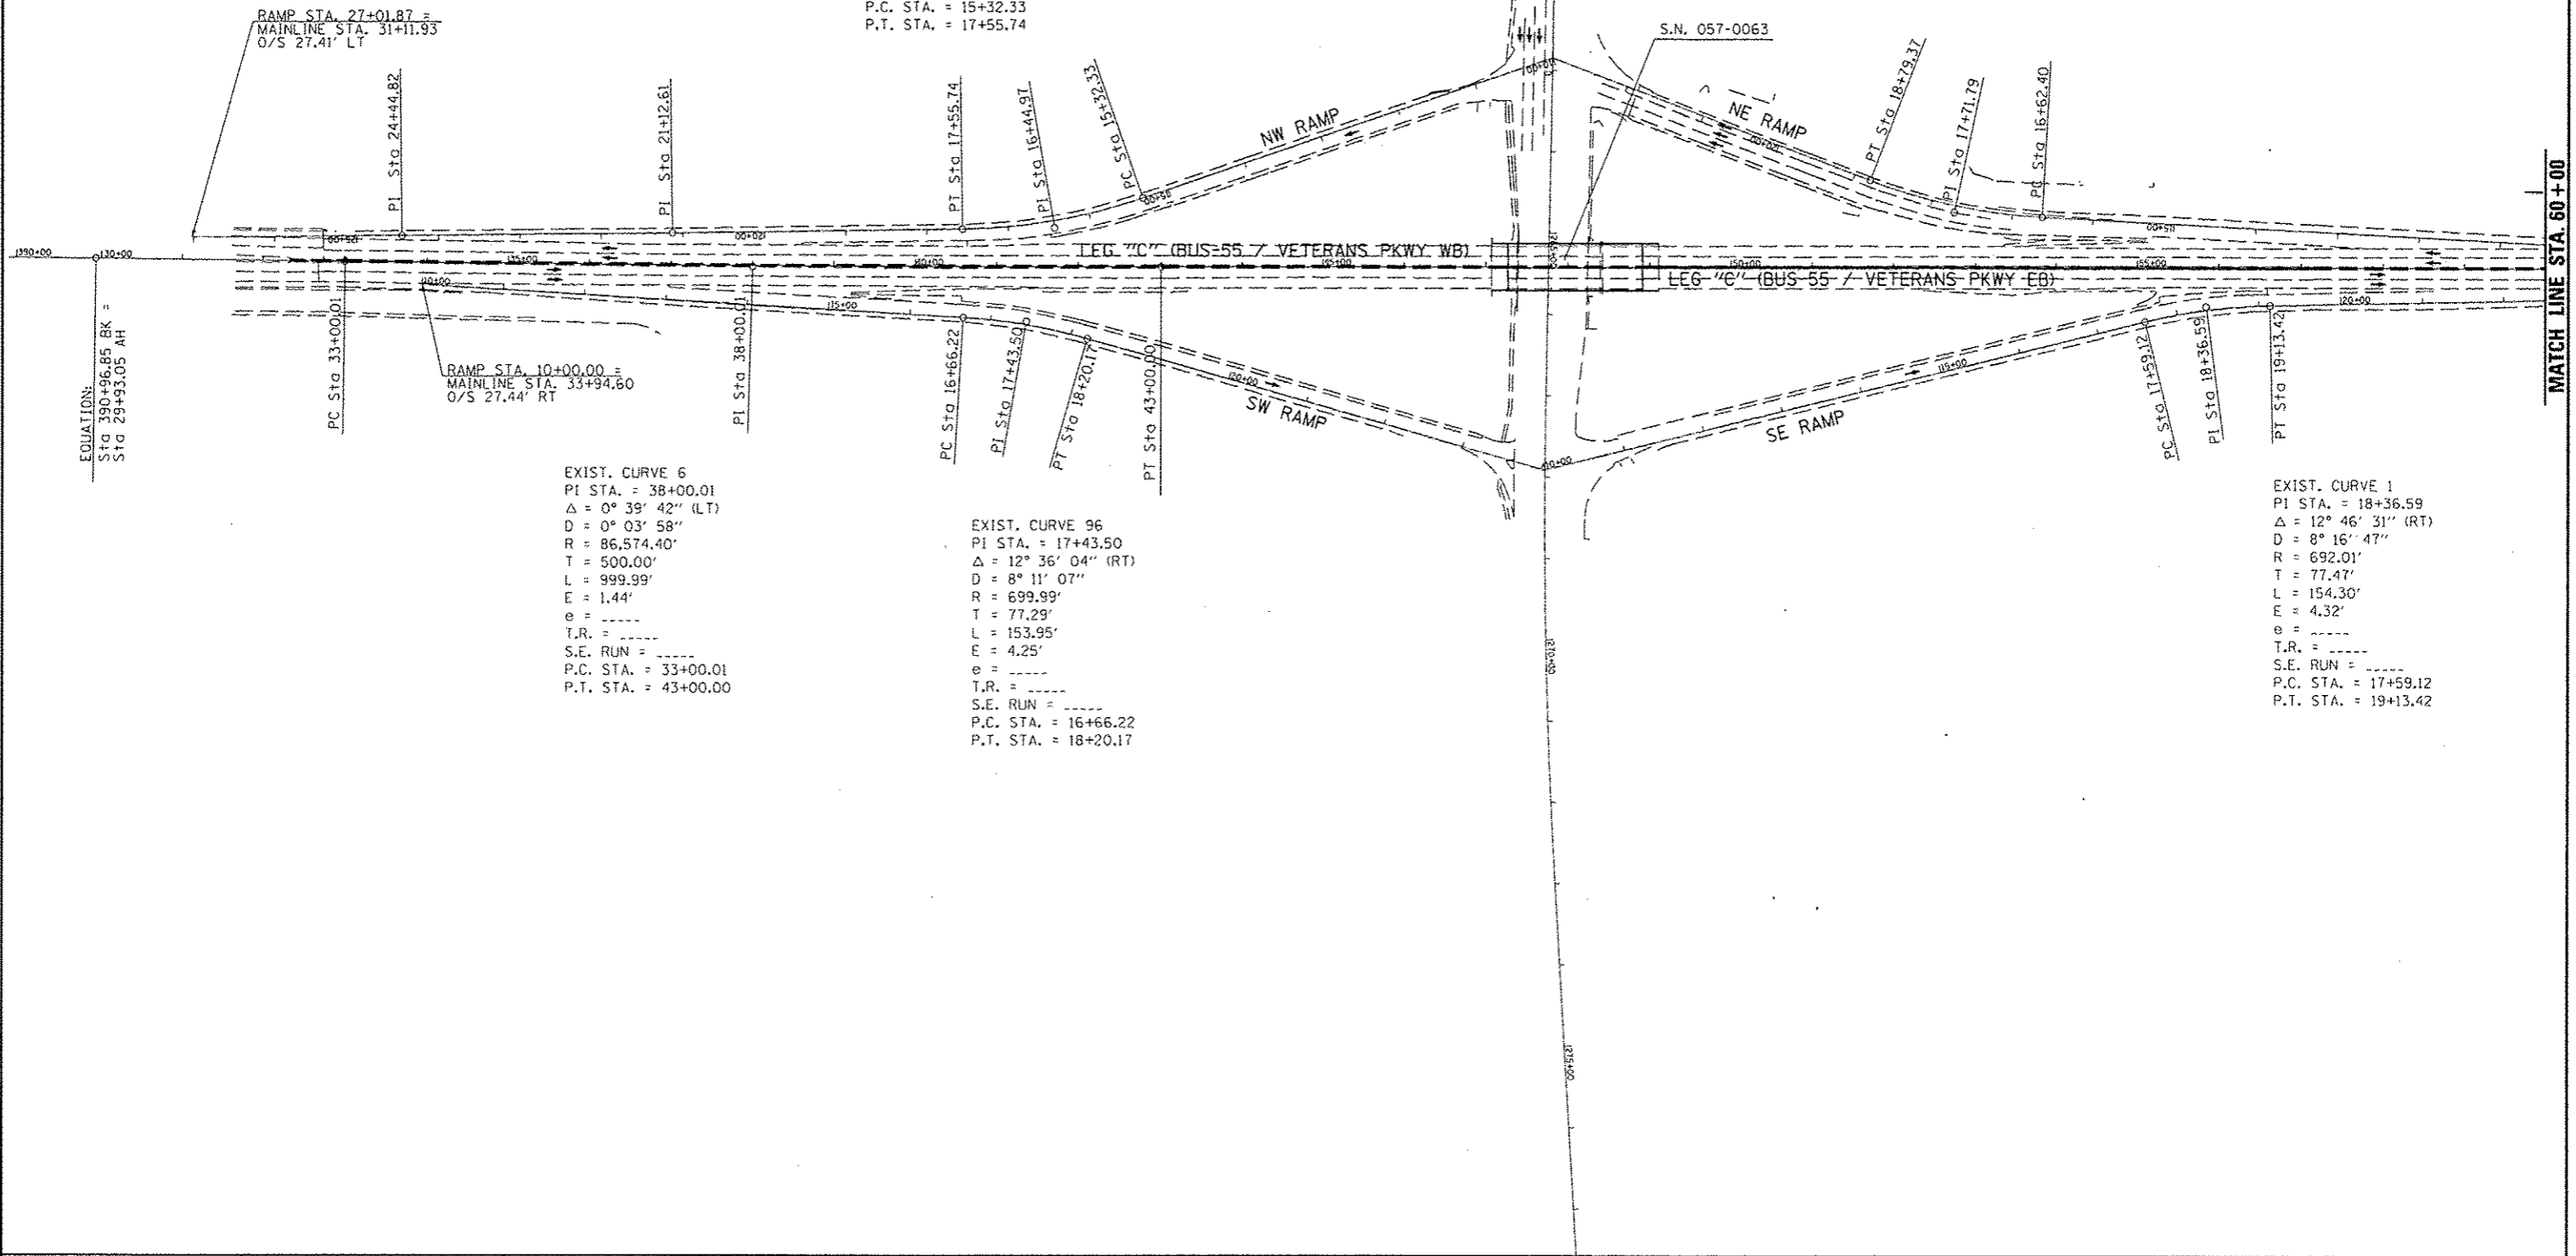 P.C. STA. = 15+32.33
P.T. STA. = 17+55.74
RAMP STA. 27+01.87 =
MAINLINE STA. 31+11.93
O/S 27.41' LT
S.N. 057-0063
PI Sta 24+44.82
PI Sta 21+12.61
PT Sta 17+55.74
PI Sta 16+44.97
PC Sta 15+32.33
NW RAMP
NE RAMP
PT Sta 18+79.37
PI Sta 17+71.79
PC Sta 16+62.40
MATCH LINE STA. 60+00
LEG "C" (BUS-55 / VETERANS PKWY WB)
LEG "C" (BUS-55 / VETERANS PKWY EB)
EQUATION:
Sta 390+96.85 BK =
Sta 29+93.05 AH
PC Sta 33+00.01
RAMP STA. 10+00.00 =
MAINLINE STA. 33+94.60
O/S 27.44' RT
PI Sta 38+00.01
PC Sta 16+66.22
PI Sta 17+43.50
PT Sta 18+20.17
PT Sta 43+00.00
SW RAMP
SE RAMP
PC Sta 17+59.12
PI Sta 18+36.59
PT Sta 19+13.42
EXIST. CURVE 6
PI STA. = 38+00.01
Δ = 0° 39' 42" (LT)
D = 0° 03' 58"
R = 86,574.40'
T = 500.00'
L = 999.99'
E = 1.44'
e = _____
T.R. = _____
S.E. RUN = _____
P.C. STA. = 33+00.01
P.T. STA. = 43+00.00
EXIST. CURVE 96
PI STA. = 17+43.50
Δ = 12° 36' 04" (RT)
D = 8° 11' 07"
R = 699.99'
T = 77.29'
L = 153.95'
E = 4.25'
e = _____
T.R. = _____
S.E. RUN = _____
P.C. STA. = 16+66.22
P.T. STA. = 18+20.17
EXIST. CURVE 1
PI STA. = 18+36.59
Δ = 12° 46' 31" (RT)
D = 8° 16' 47"
R = 692.01'
T = 77.47'
L = 154.30'
E = 4.32'
e = _____
T.R. = _____
S.E. RUN = _____
P.C. STA. = 17+59.12
P.T. STA. = 19+13.42